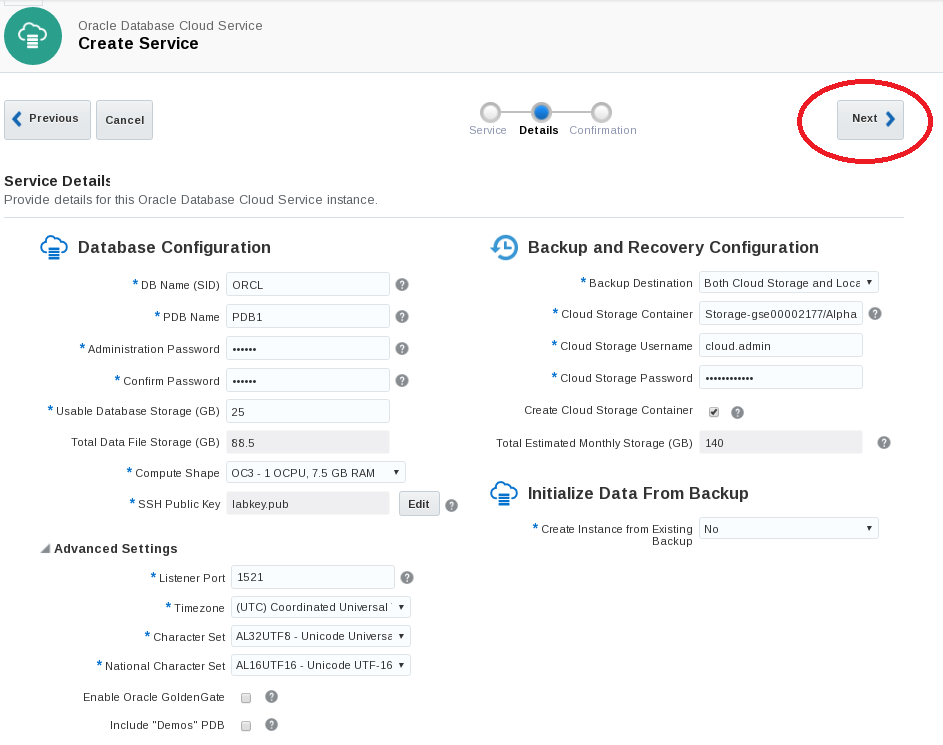 Oracle Database Cloud Service
Create Service
Previous
Cancel
Service Details Confirmation
Next
Service Details
Provide details for this Oracle Database Cloud Service instance.
Database Configuration
* DB Name (SID) ORCL ?
* PDB Name PDB1 ?
* Administration Password •••••• ?
* Confirm Password •••••• ?
* Usable Database Storage (GB) 25
Total Data File Storage (GB) 88.5
* Compute Shape OC3 - 1 OCPU, 7.5 GB RAM
* SSH Public Key labkey.pub Edit ?
Advanced Settings
* Listener Port 1521 ?
* Timezone (UTC) Coordinated Universal
* Character Set AL32UTF8 - Unicode Universa
* National Character Set AL16UTF16 - Unicode UTF-16
Enable Oracle GoldenGate ?
Include "Demos" PDB ?
Backup and Recovery Configuration
* Backup Destination Both Cloud Storage and Loca
* Cloud Storage Container Storage-gse00002177/Alpha ?
* Cloud Storage Username cloud.admin
* Cloud Storage Password ••••••••••••
Create Cloud Storage Container ?
Total Estimated Monthly Storage (GB) 140 ?
Initialize Data From Backup
* Create Instance from Existing
Backup
No